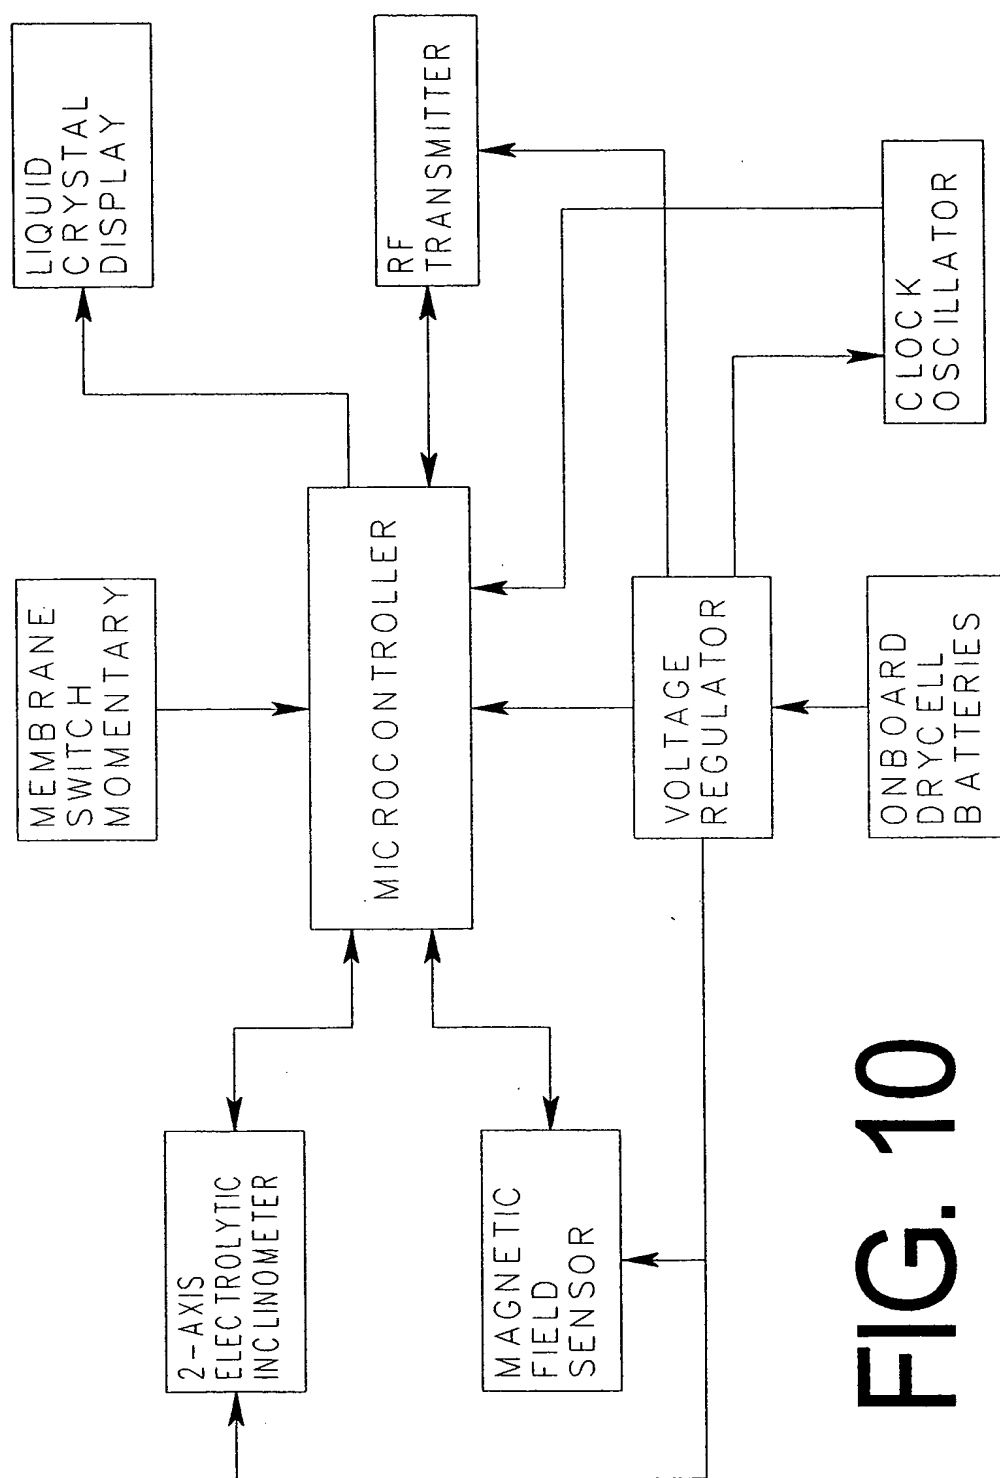 2-AXIS
ELECTROLYTIC
INCLINOMETER
MEMBRANE
SWITCH
MOMENTARY
LIQUID
CRYSTAL
DISPLAY
MICROCONTROLLER
RF
TRANSMITTER
MAGNETIC
FIELD
SENSOR
VOLTAGE
REGULATOR
ONBOARD
DRYCELL
BATTERIES
CLOCK
OSCILLATOR
FIG. 10